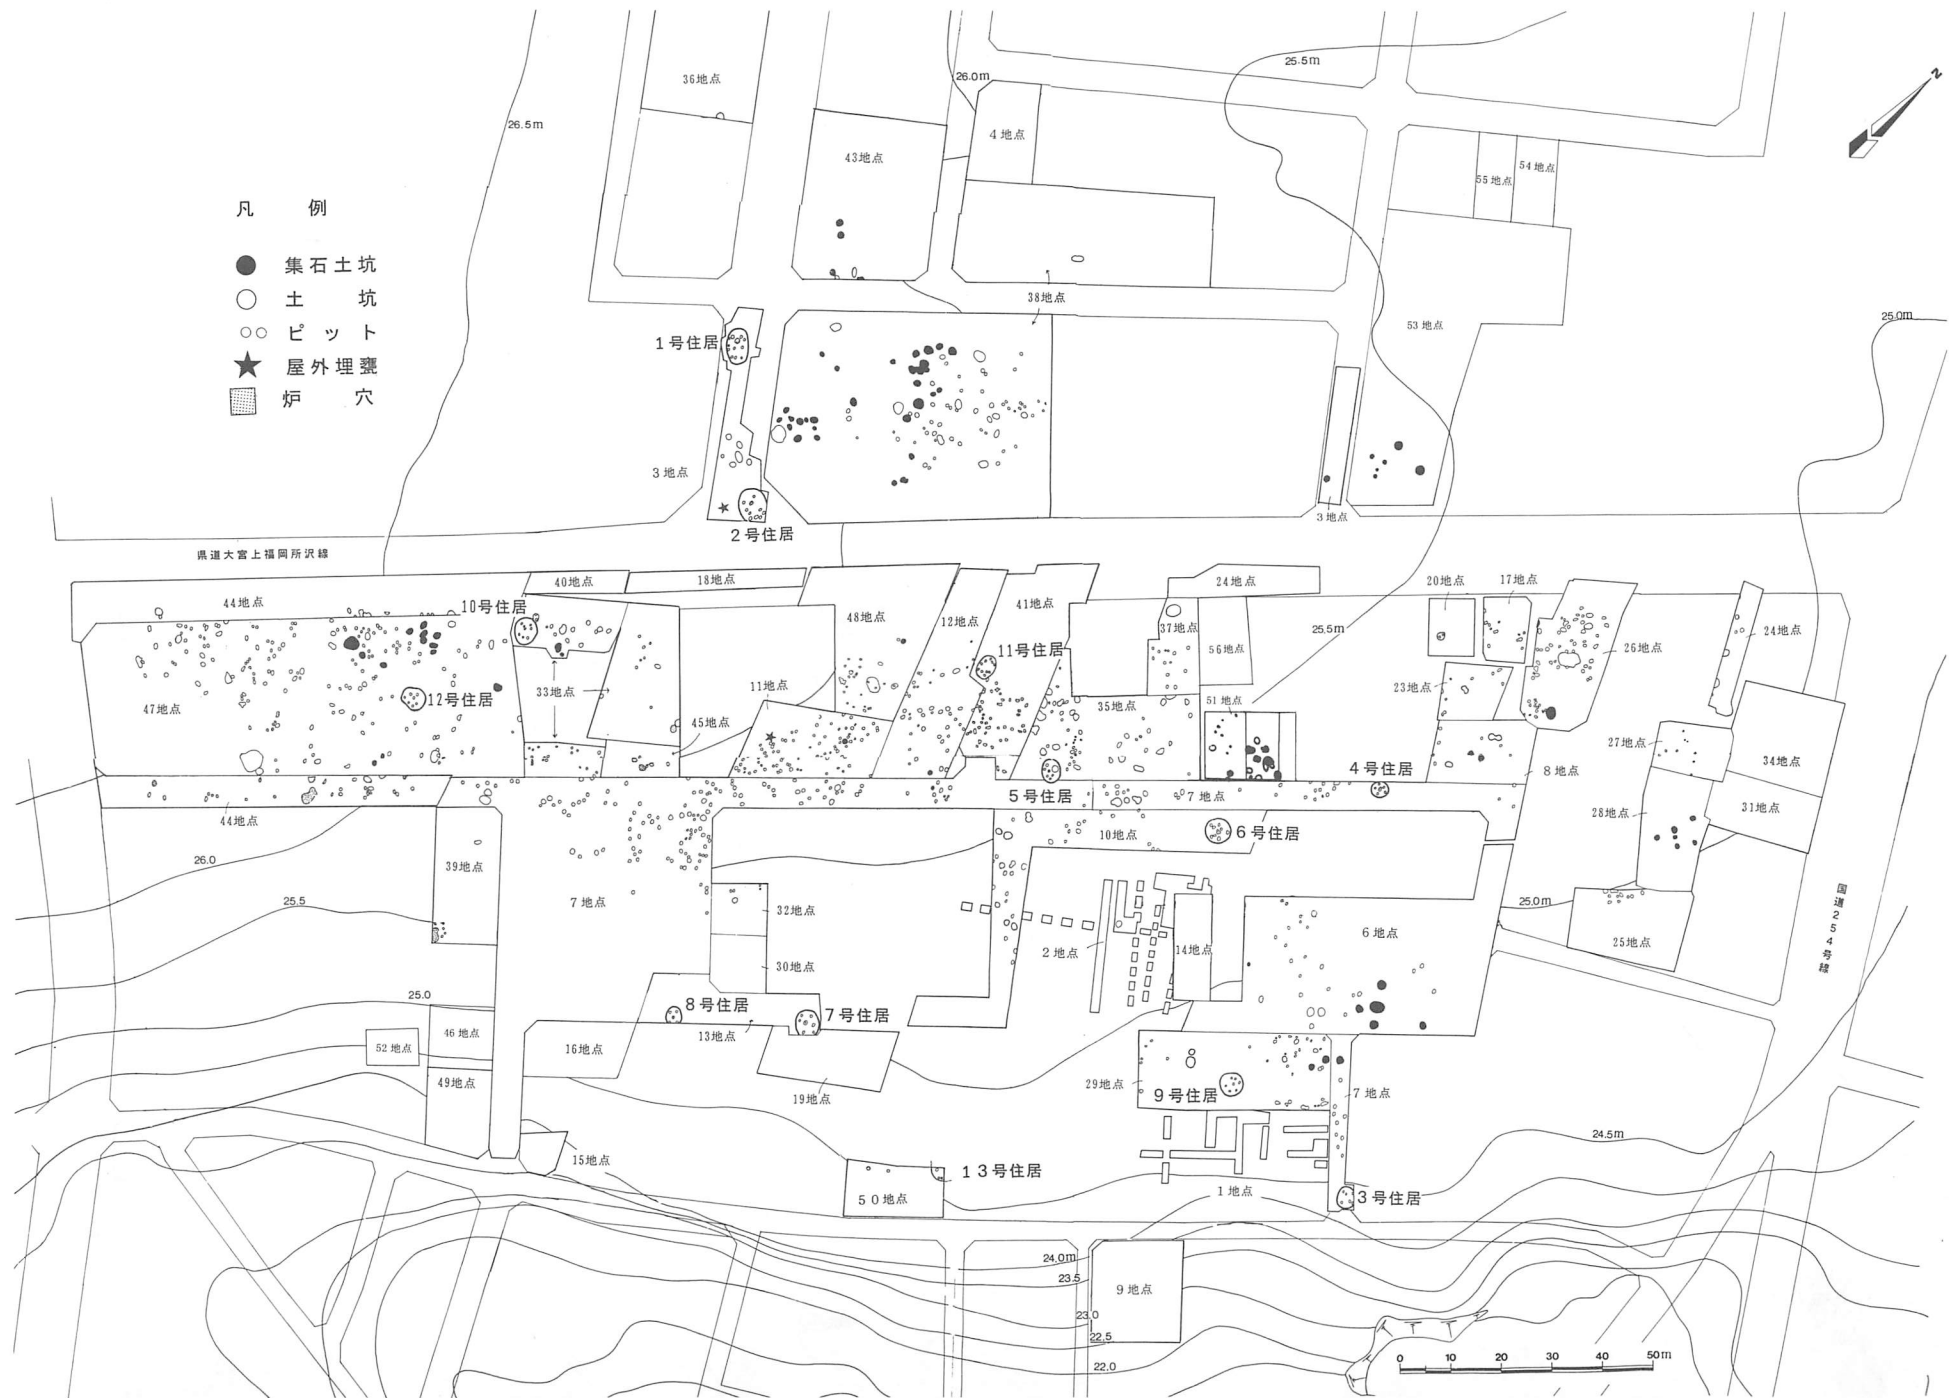 36地点
26.0m
25.5m
N
26.5m
4地点
43地点
55地点
54地点
凡 例
集石土坑
土 坑
ピット
屋外埋甕
炉 穴
38地点
25.0m
53地点
1号住居
3地点
2号住居
3地点
県道大宮上福岡所沢線
40地点
18地点
24地点
20地点
17地点
44地点
10号住居
48地点
12地点
41地点
37地点
25.5m
26地点
24地点
56地点
11号住居
47地点
12号住居
33地点
11地点
23地点
45地点
35地点
51地点
27地点
34地点
4号住居
8地点
5号住居
7地点
31地点
28地点
44地点
10地点
6号住居
26.0
39地点
25.5
7地点
32地点
25.0m
国道254号線
6地点
2地点
14地点
25地点
30地点
25.0
8号住居
7号住居
46地点
13地点
52地点
16地点
49地点
29地点
9号住居
7地点
19地点
24.5m
15地点
13号住居
50地点
1地点
3号住居
24.0m
23.5
9地点
23.0
22.5
22.0
0 10 20 30 40 50m